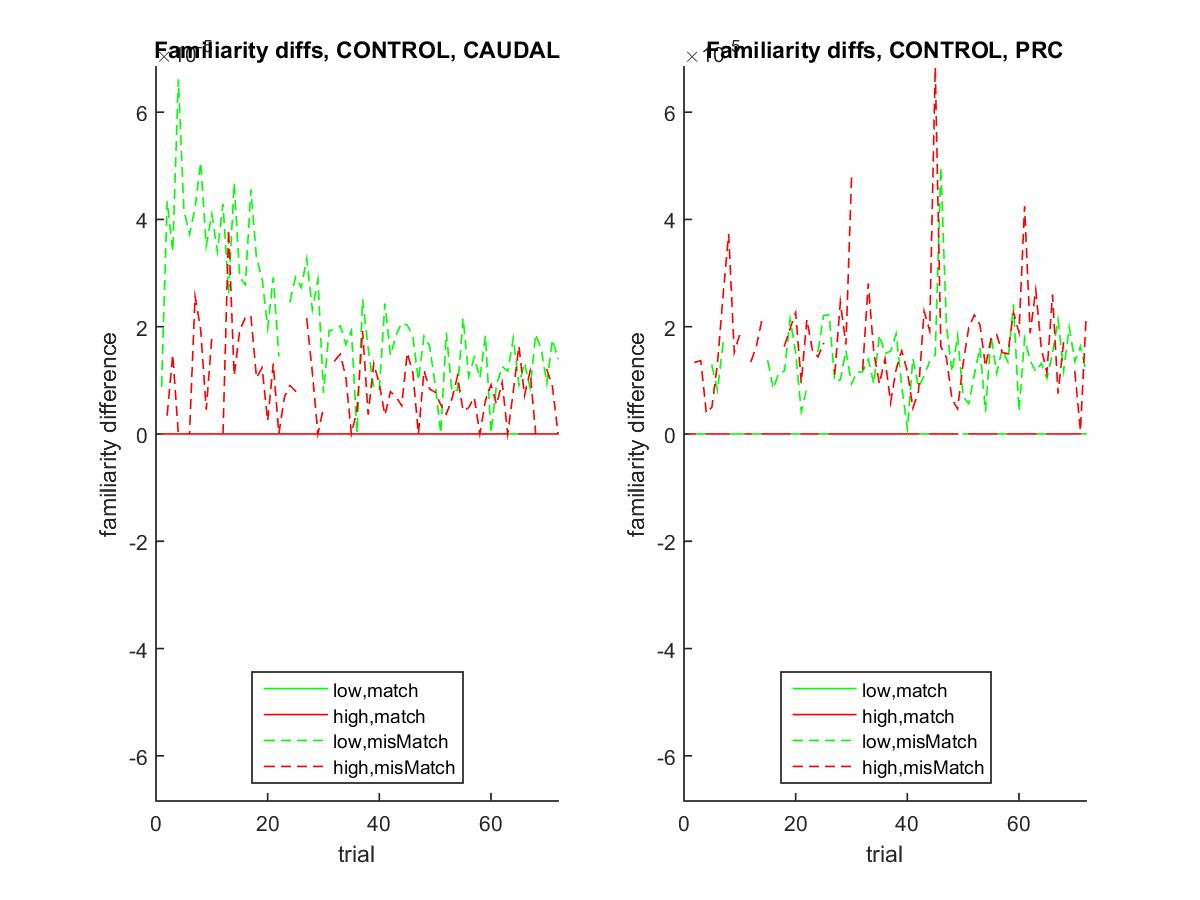 Familiarity diffs, CONTROL, CAUDAL
× 10
6
4
2
0
-2
-4
-6
familiarity difference
low,match
high,match
low,misMatch
high,misMatch
0 20 40 60
trial
Familiarity diffs, CONTROL, PRC
× 10
6
4
2
0
-2
-4
-6
familiarity difference
low,match
high,match
low,misMatch
high,misMatch
0 20 40 60
trial